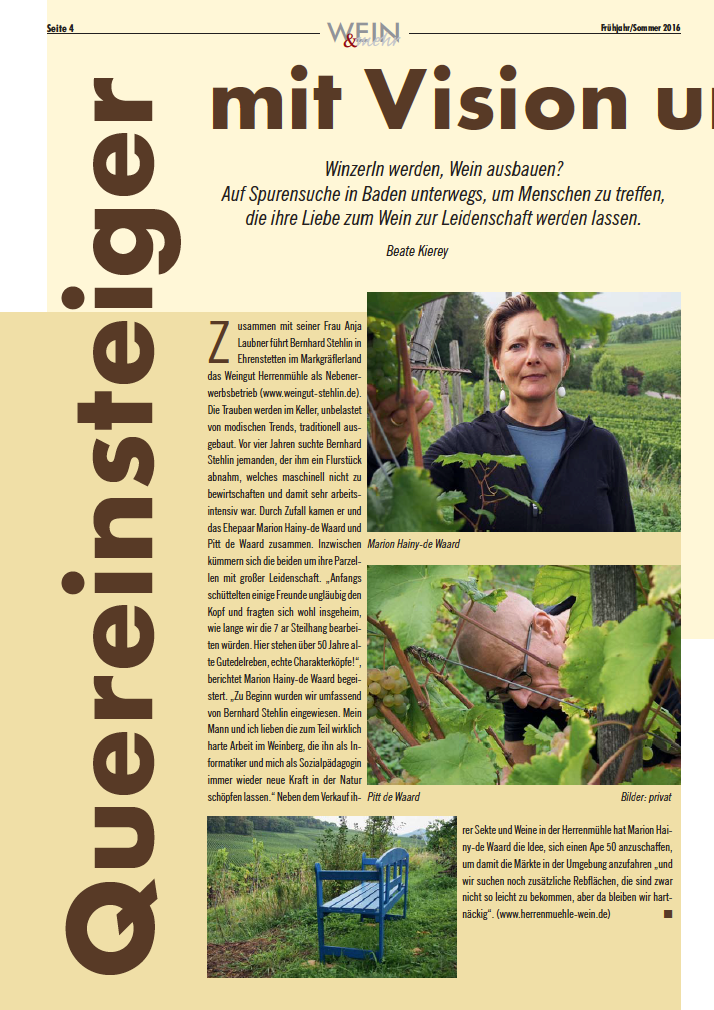 Seite 4
WEIN
& mehr
Frühjahr/Sommer 2016
Quereinsteiger
mit Vision u
WinzerIn werden, Wein ausbauen?
Auf Spurensuche in Baden unterwegs, um Menschen zu treffen,
die ihre Liebe zum Wein zur Leidenschaft werden lassen.
Beate Kierey
Zusammen mit seiner Frau Anja
Laubner führt Bernhard Stehlin in
Ehrenstetten im Markgräflerland
das Weingut Herrenmühle als Nebener-
werbsbetrieb (www.weingut-stehlin.de).
Die Trauben werden im Keller, unbelastet
von modischen Trends, traditionell aus-
gebaut. Vor vier Jahren suchte Bernhard
Stehlin jemanden, der ihm ein Flurstück
abnahm, welches maschinell nicht zu
bewirtschaften und damit sehr arbeits-
intensiv war. Durch Zufall kamen er und
das Ehepaar Marion Hainy-de Waard und
Pitt de Waard zusammen. Inzwischen
kümmern sich die beiden um ihre Parzel-
len mit großer Leidenschaft. „Anfangs
schüttelten einige Freunde ungläubig den
Kopf und fragten sich wohl insgeheim,
wie lange wir die 7 ar Steilhang bearbei-
ten würden. Hier stehen über 50 Jahre al-
te Gutedelreben, echte Charakterköpfe!“,
berichtet Marion Hainy-de Waard begei-
stert. „Zu Beginn wurden wir umfassend
von Bernhard Stehlin eingewiesen. Mein
Mann und ich lieben die zum Teil wirklich
harte Arbeit im Weinberg, die ihn als In-
formatiker und mich als Sozialpädagogin
immer wieder neue Kraft in der Natur
schöpfen lassen.“ Neben dem Verkauf ih-
Marion Hainy-de Waard
Pitt de Waard
Bilder: privat
rer Sekte und Weine in der Herrenmühle hat Marion Hai-
ny-de Waard die Idee, sich einen Ape 50 anzuschaffen,
um damit die Märkte in der Umgebung anzufahren „und
wir suchen noch zusätzliche Rebflächen, die sind zwar
nicht so leicht zu bekommen, aber da bleiben wir hart-
näckig“. (www.herrenmuehle-wein.de)